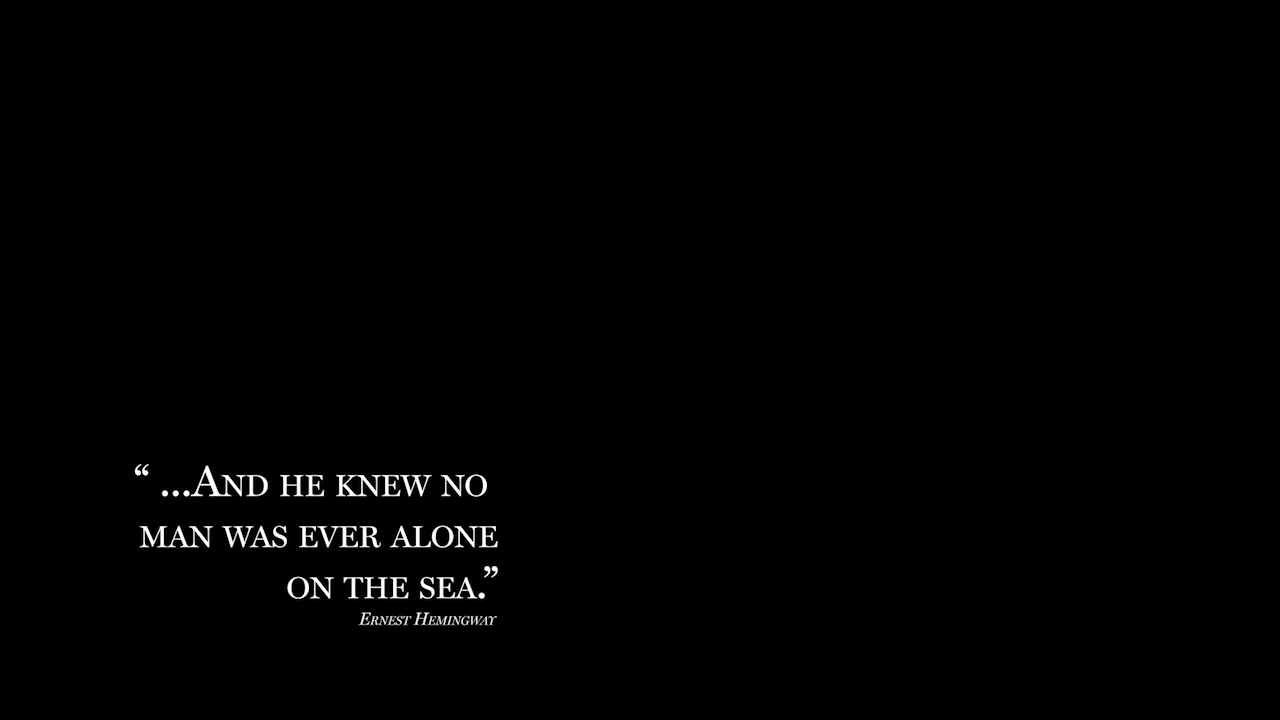 “ ...And he knew no
man was ever alone
on the sea.”
Ernest Hemingway